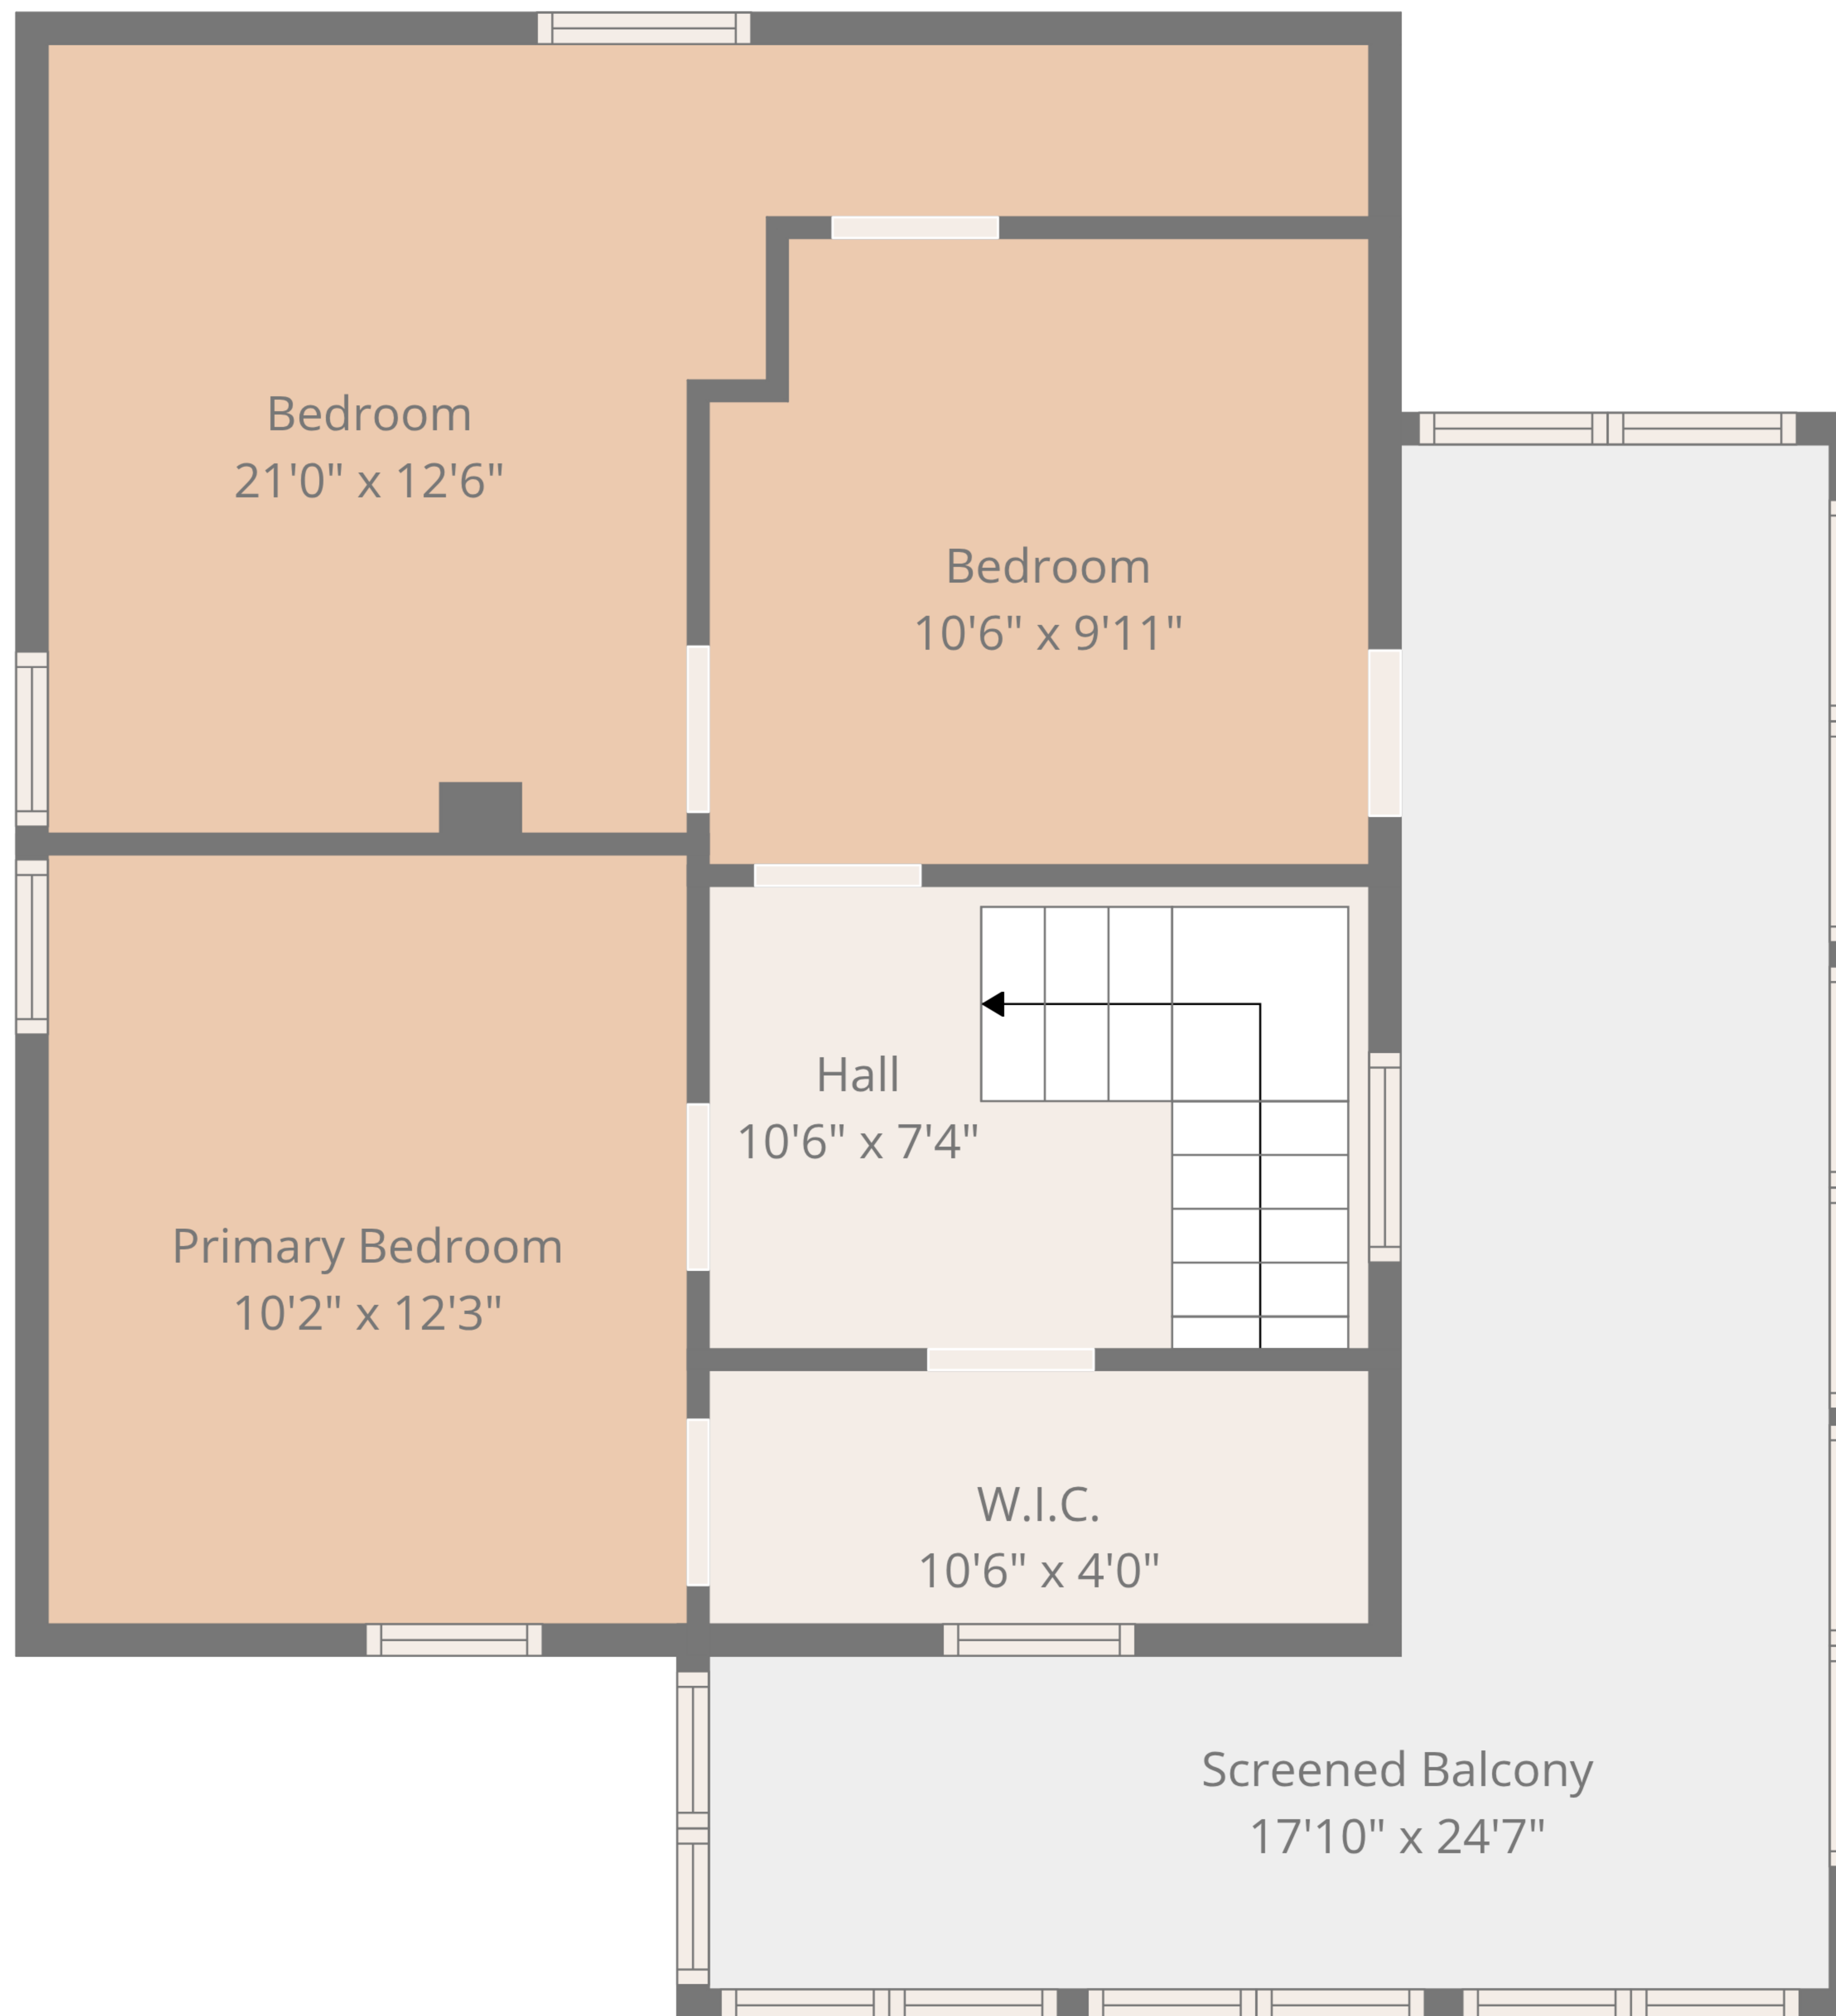 Bedroom
21'0" x 12'6"
Bedroom
10'6" x 9'11"
Hall
10'6" x 7'4"
Primary Bedroom
10'2" x 12'3"
W.I.C.
10'6" x 4'0"
Screened Balcony
17'10" x 24'7"